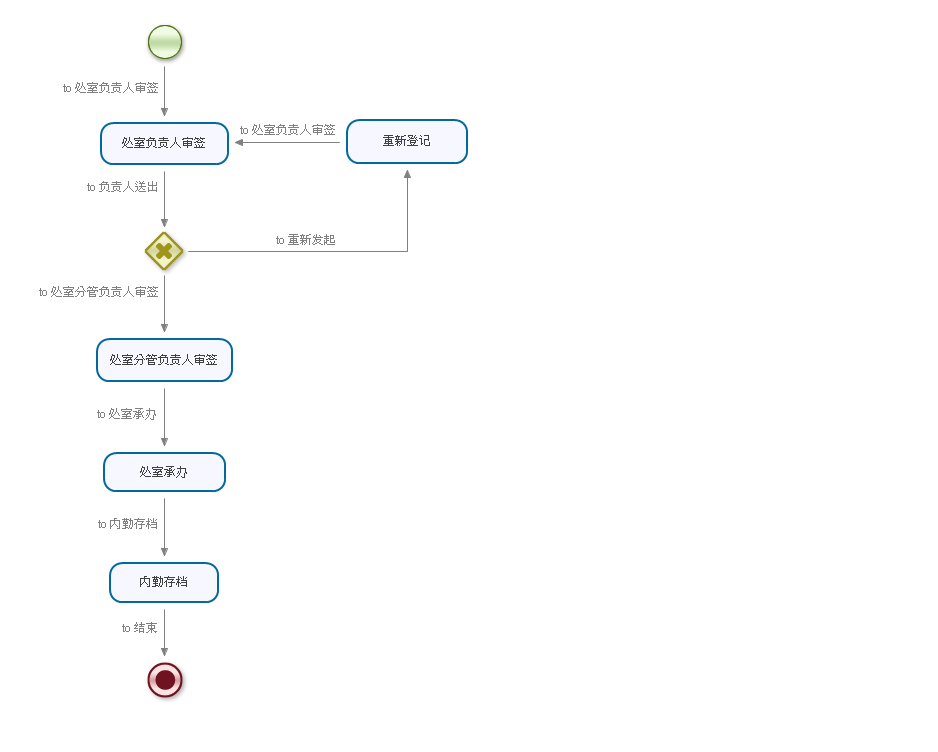 to 处室负责人审签
处室负责人审签
to 处室负责人审签
重新登记
to 负责人送出
to 重新发起
to 处室分管负责人审签
处室分管负责人审签
to 处室承办
处室承办
to 内勤存档
内勤存档
to 结束